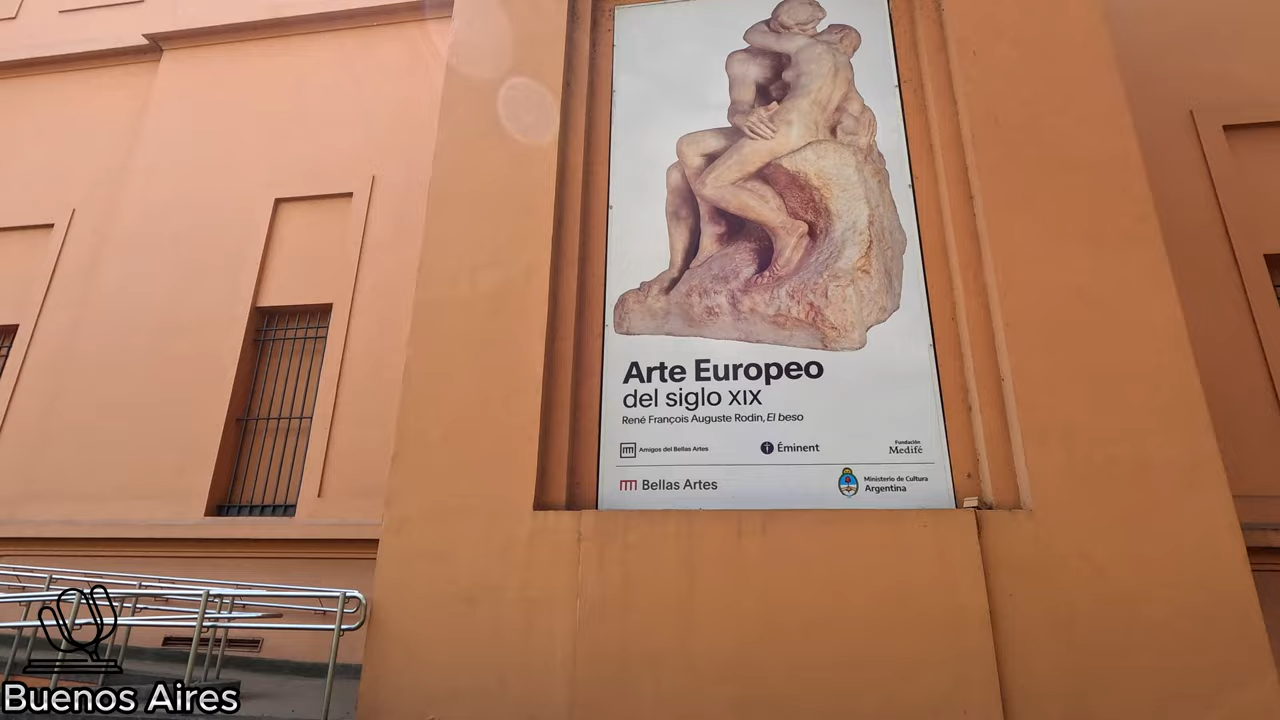 Arte Europeo
del siglo XIX
René François Auguste Rodin, El beso
Amigos del Bellas Artes
Éminent
Fundación
Medifé
Bellas Artes
Ministerio de Cultura
Argentina
Buenos Aires